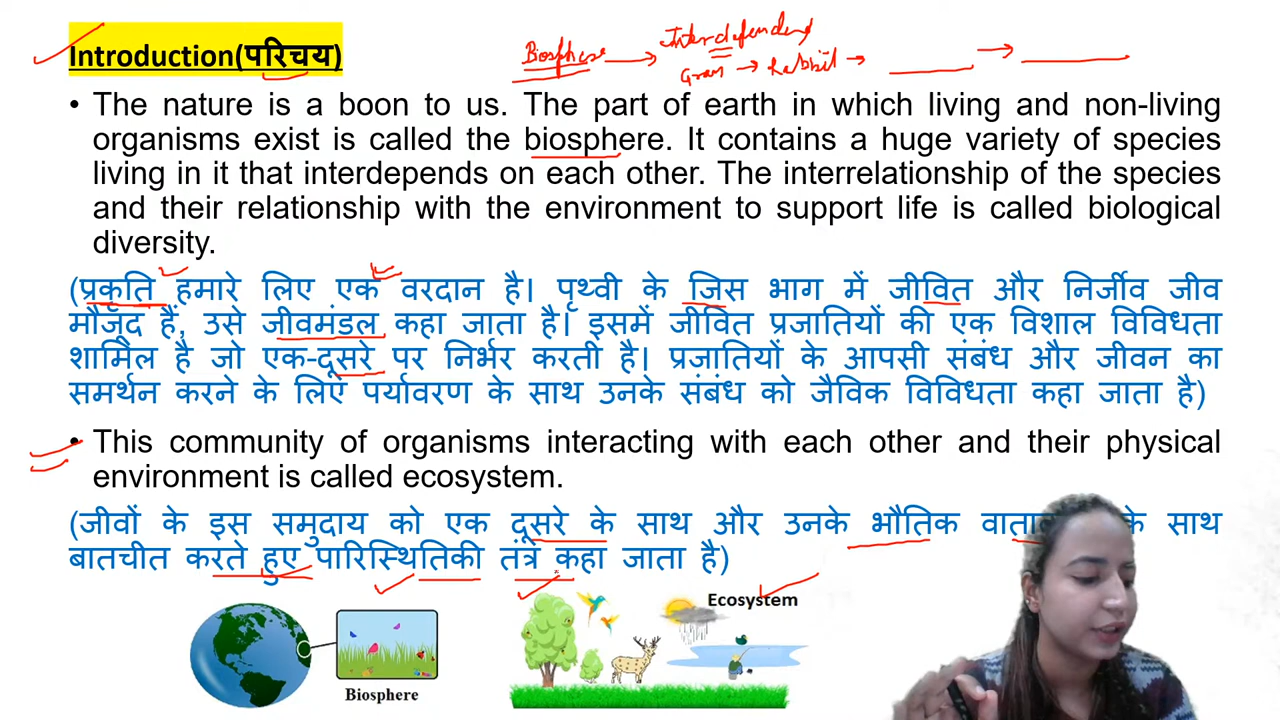 Introduction(परिचय)
Biosphere → Interdependend
Gram → Rabbit →
• The nature is a boon to us. The part of earth in which living and non-living
organisms exist is called the biosphere. It contains a huge variety of species
living in it that interdepends on each other. The interrelationship of the species
and their relationship with the environment to support life is called biological
diversity.
(प्रकृति हमारे लिए एक वरदान है। पृथ्वी के जिस भाग में जीवित और निर्जीव जीव
मौजूद हैं, उसे जीवमंडल कहा जाता है। इसमें जीवित प्रजातियों की एक विशाल विविधता
शामिल है जो एक-दूसरे पर निर्भर करती है। प्रजातियों के आपसी संबंध और जीवन का
समर्थन करने के लिए पर्यावरण के साथ उनके संबंध को जैविक विविधता कहा जाता है)
• This community of organisms interacting with each other and their physical
environment is called ecosystem.
(जीवों के इस समुदाय को एक दूसरे के साथ और उनके भौतिक के साथ
बातचीत करते हुए पारिस्थितिकी तंत्र कहा जाता है)
Ecosystem
Biosphere